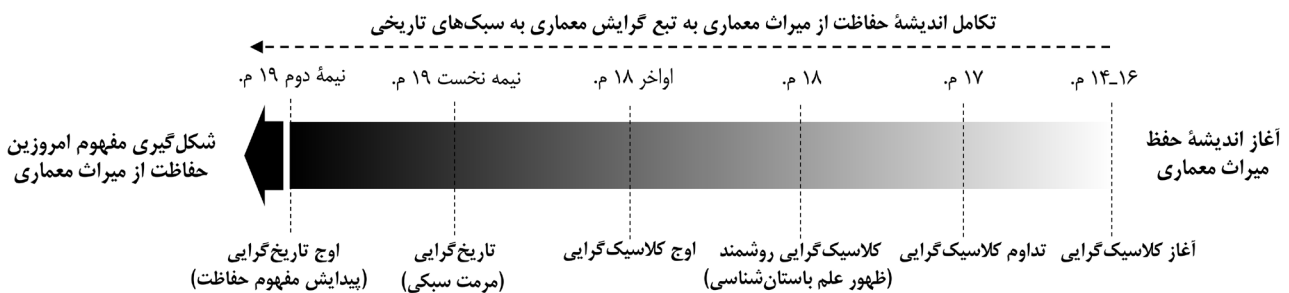 تکامل اندیشهٔ حفاظت از میراث معماری به تبع گرایش معماری به سبک‌های تاریخی
۱۴ـ۱۶ م.
۱۷ م.
۱۸ م.
اواخر ۱۸ م.
نیمه نخست ۱۹ م.
نیمهٔ دوم ۱۹ م.
آغاز اندیشهٔ حفظ
میراث معماری
شکل‌گیری مفهوم امروزین
حفاظت از میراث معماری
آغاز کلاسیک‌گرایی
تداوم کلاسیک‌گرایی
کلاسیک‌گرایی روشمند
(ظهور علم باستان‌شناسی)
اوج کلاسیک‌گرایی
تاریخ‌گرایی
(مرمت سبکی)
اوج تاریخ‌گرایی
(پیدایش مفهوم حفاظت)